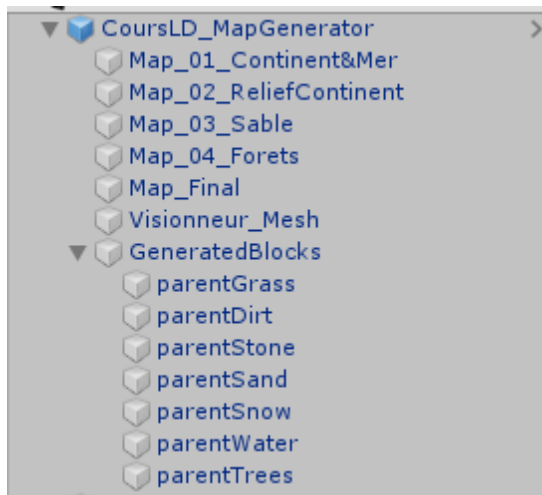 CoursLD_MapGenerator
Map_01_Continent&Mer
Map_02_ReliefContinent
Map_03_Sable
Map_04_Forets
Map_Final
Visionneur_Mesh
GeneratedBlocks
parentGrass
parentDirt
parentStone
parentSand
parentSnow
parentWater
parentTrees